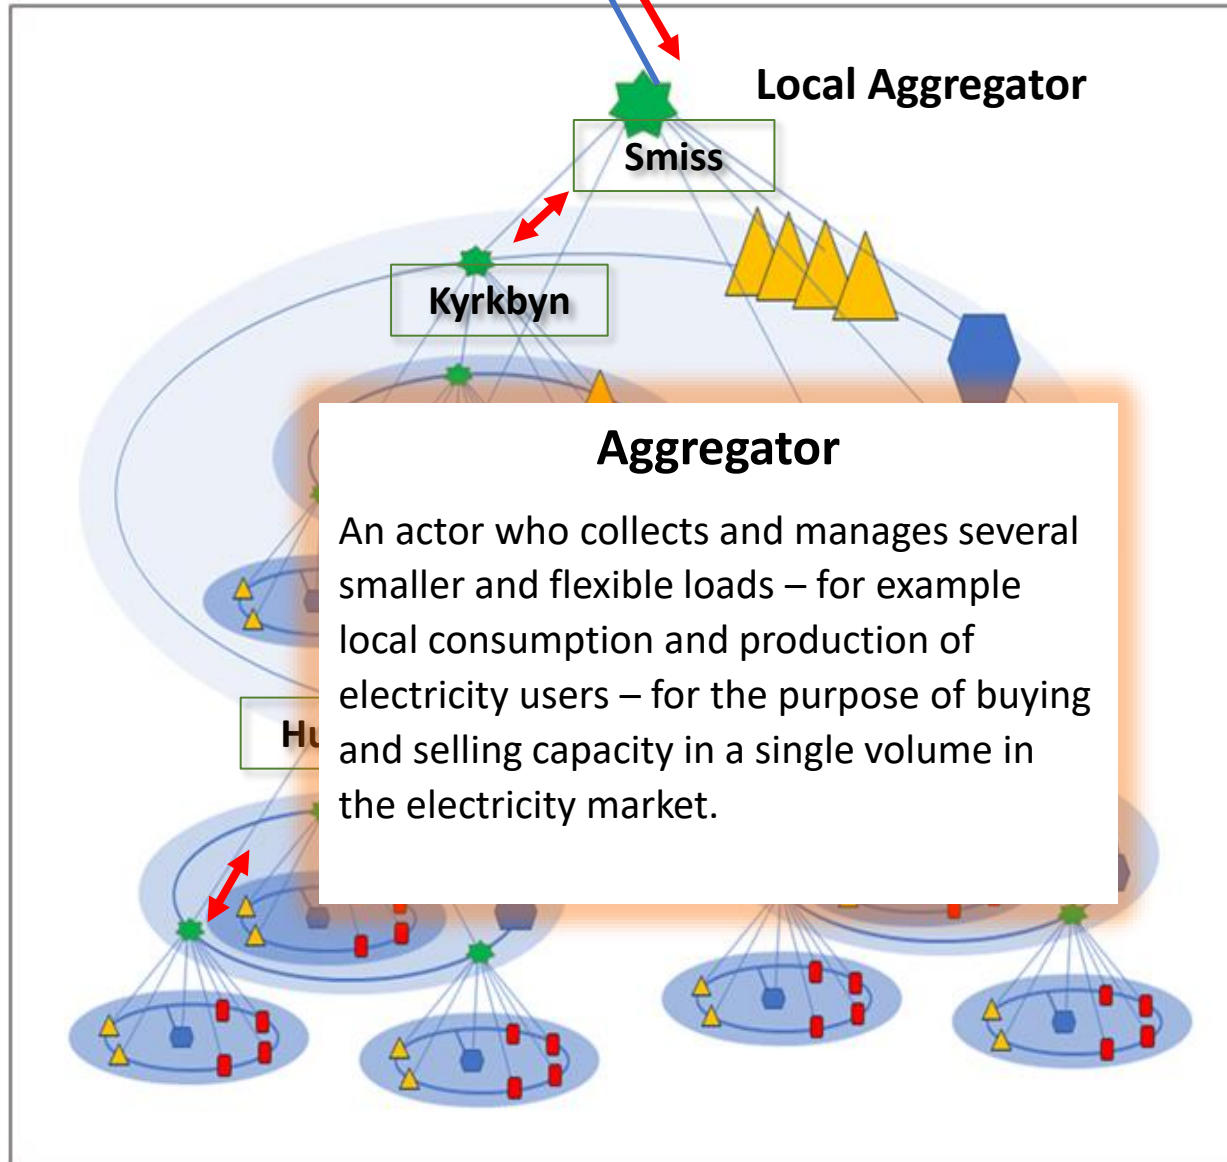 Local Aggregator
Smiss
Kyrkbyn
Aggregator
An actor who collects and manages several
smaller and flexible loads – for example
local consumption and production of
electricity users – for the purpose of buying
and selling capacity in a single volume in
the electricity market.